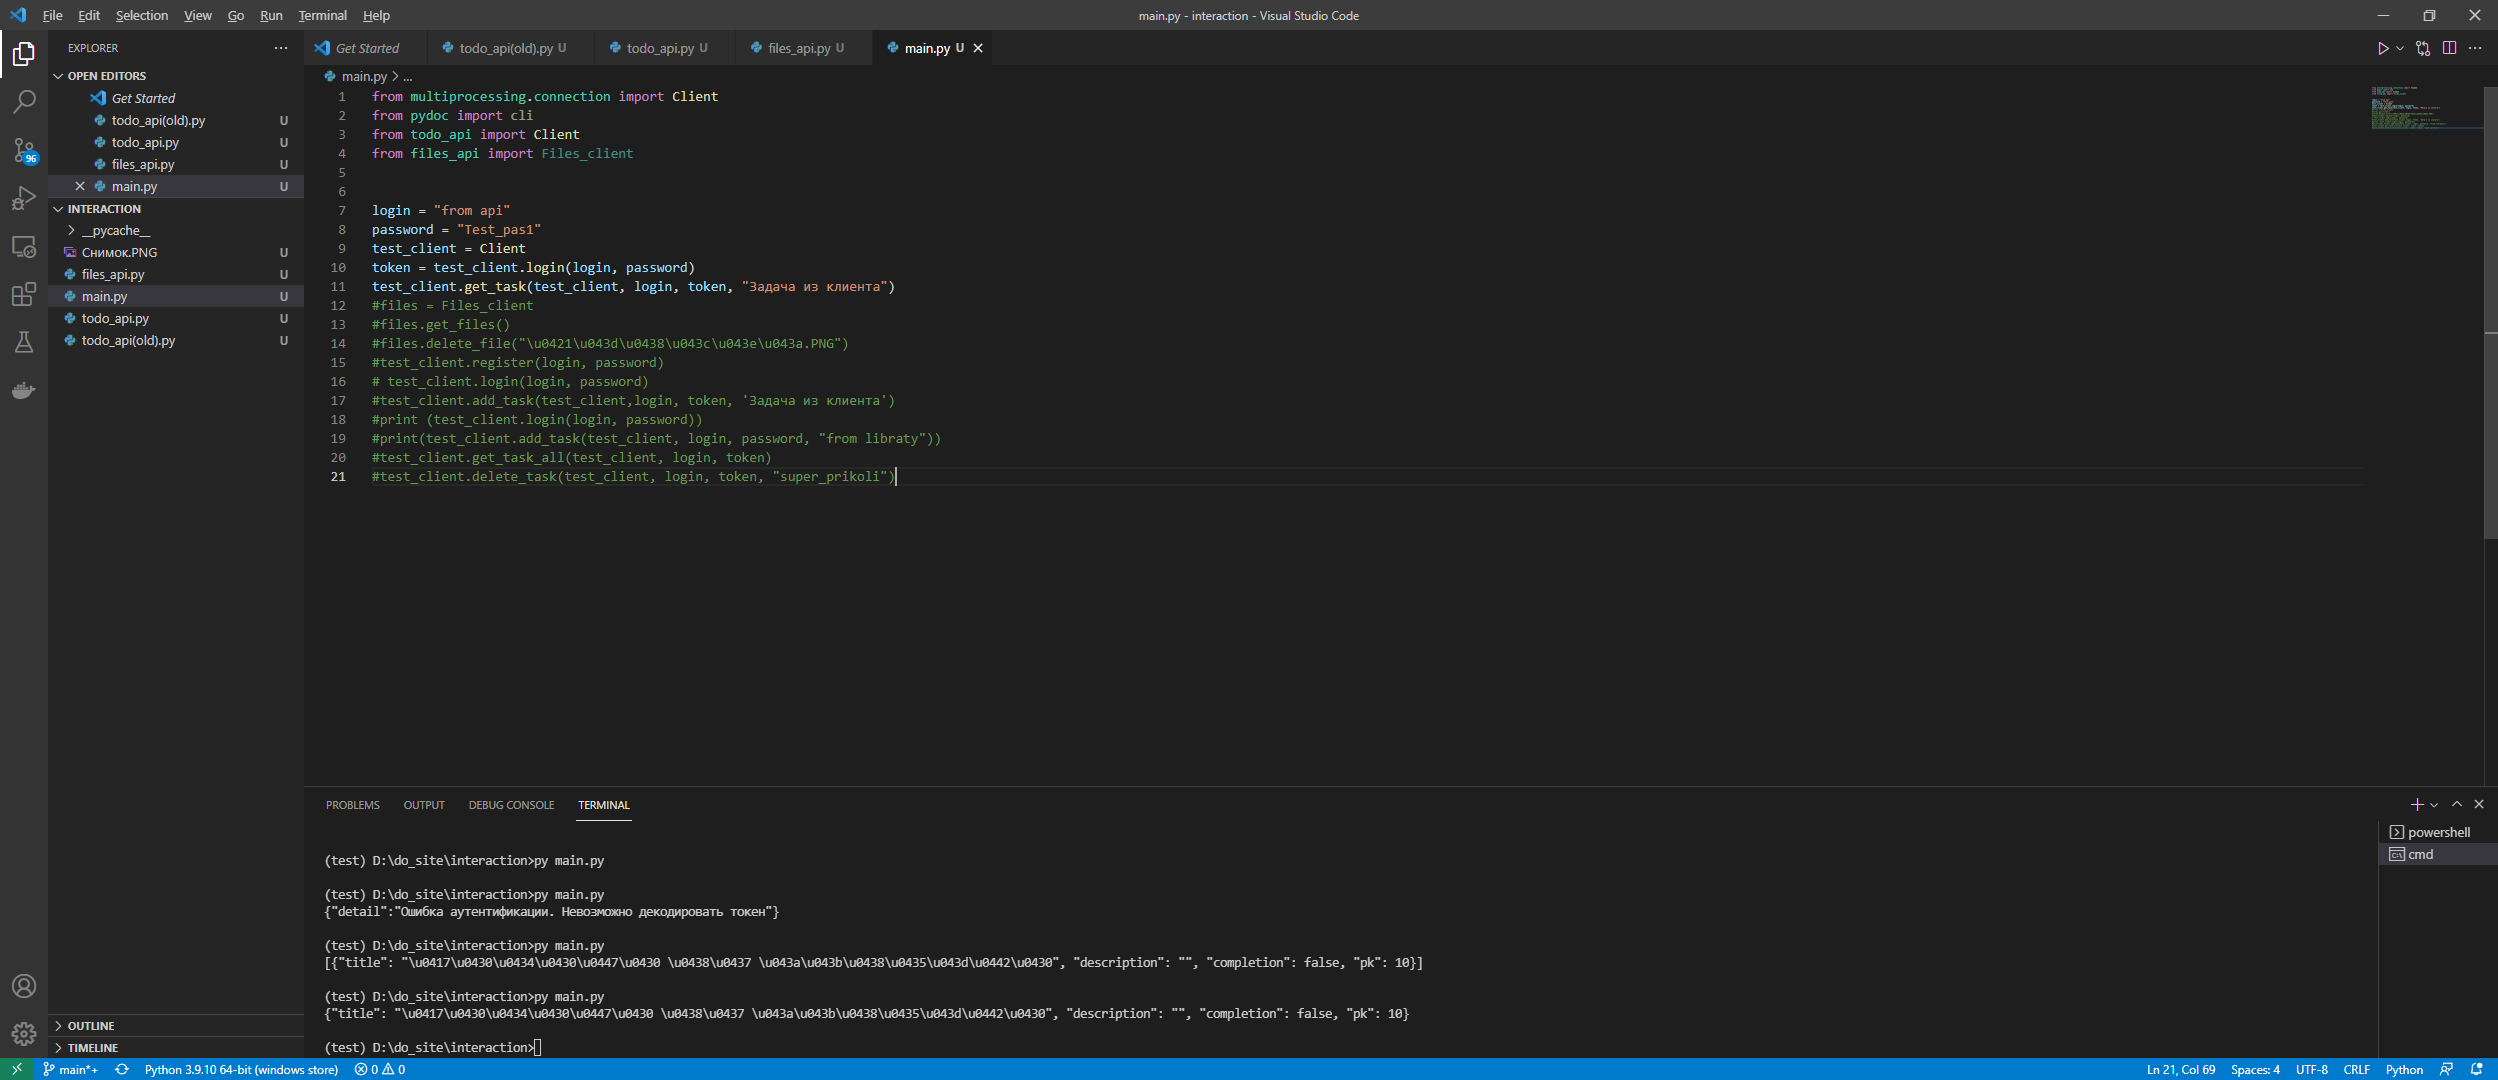 File Edit Selection View Go Run Terminal Help
main.py - interaction - Visual Studio Code
EXPLORER
OPEN EDITORS
Get Started
todo_api(old).py U
todo_api.py U
files_api.py U
main.py U
INTERACTION
__pycache__
Снимок.PNG U
files_api.py U
main.py U
todo_api.py U
todo_api(old).py U
OUTLINE
TIMELINE
96
Get Started todo_api(old).py U todo_api.py U files_api.py U main.py U
main.py > ...
1 from multiprocessing.connection import Client
2 from pydoc import cli
3 from todo_api import Client
4 from files_api import Files_client
5
6
7 login = "from api"
8 password = "Test_pas1"
9 test_client = Client
10 token = test_client.login(login, password)
11 test_client.get_task(test_client, login, token, "Задача из клиента")
12 #files = Files_client
13 #files.get_files()
14 #files.delete_file("\u0421\u043d\u0438\u043c\u043e\u043a.PNG")
15 #test_client.register(login, password)
16 # test_client.login(login, password)
17 #test_client.add_task(test_client,login, token, 'Задача из клиента')
18 #print (test_client.login(login, password))
19 #print(test_client.add_task(test_client, login, password, "from libraty"))
20 #test_client.get_task_all(test_client, login, token)
21 #test_client.delete_task(test_client, login, token, "super_prikoli")
PROBLEMS OUTPUT DEBUG CONSOLE TERMINAL
powershell
cmd
(test) D:\do_site\interaction>py main.py
(test) D:\do_site\interaction>py main.py
{"detail":"Ошибка аутентификации. Невозможно декодировать токен"}
(test) D:\do_site\interaction>py main.py
[{"title": "\u0417\u0430\u0434\u0430\u0447\u0430 \u0438\u0437 \u043a\u043b\u0438\u0435\u043d\u0442\u0430", "description": "", "completion": false, "pk": 10}]
(test) D:\do_site\interaction>py main.py
{"title": "\u0417\u0430\u0434\u0430\u0447\u0430 \u0438\u0437 \u043a\u043b\u0438\u0435\u043d\u0442\u0430", "description": "", "completion": false, "pk": 10}
(test) D:\do_site\interaction>
main*+ Python 3.9.10 64-bit (windows store) 0 0 Ln 21, Col 69 Spaces: 4 UTF-8 CRLF Python